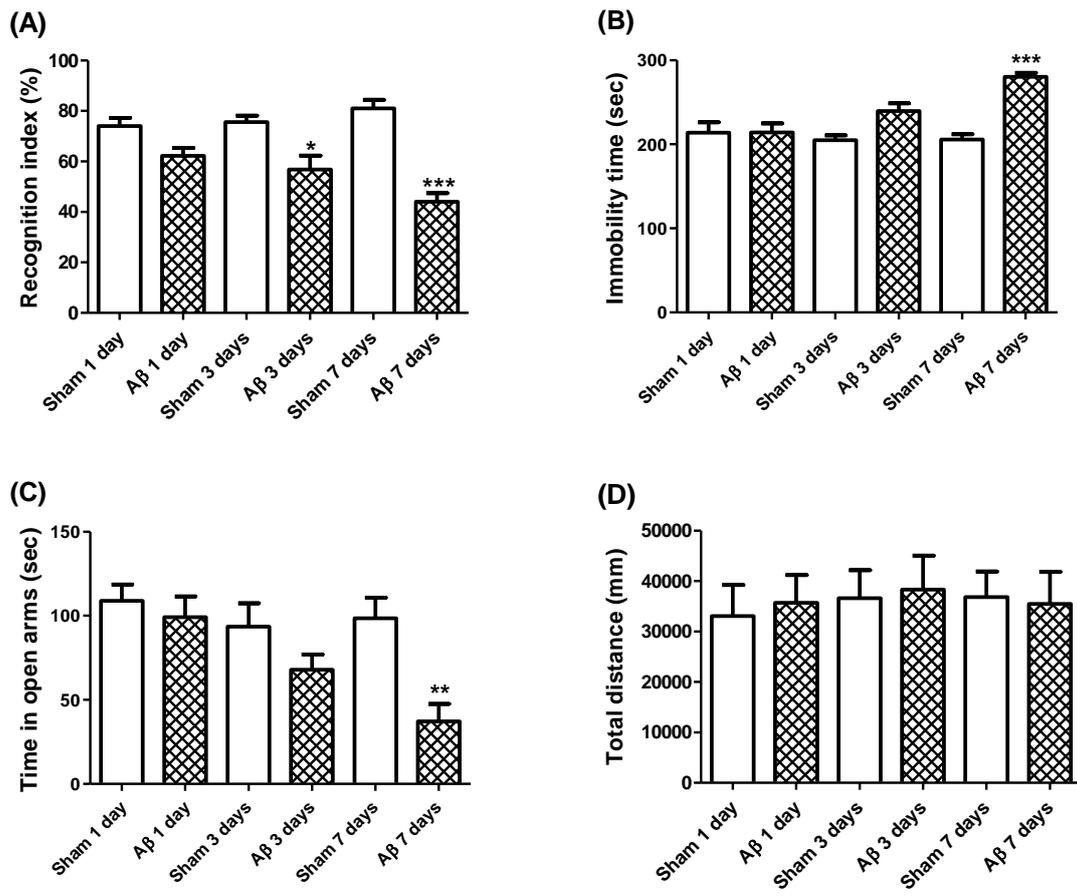 (A)
Recognition index (%)
100
80
60
40
20
0
*
***
Sham 1 day
Aβ 1 day
Sham 3 days
Aβ 3 days
Sham 7 days
Aβ 7 days
(B)
Immobility time (sec)
300
200
100
0
***
Sham 1 day
Aβ 1 day
Sham 3 days
Aβ 3 days
Sham 7 days
Aβ 7 days
(C)
Time in open arms (sec)
150
100
50
0
**
Sham 1 day
Aβ 1 day
Sham 3 days
Aβ 3 days
Sham 7 days
Aβ 7 days
(D)
Total distance (mm)
50000
40000
30000
20000
10000
0
Sham 1 day
Aβ 1 day
Sham 3 days
Aβ 3 days
Sham 7 days
Aβ 7 days